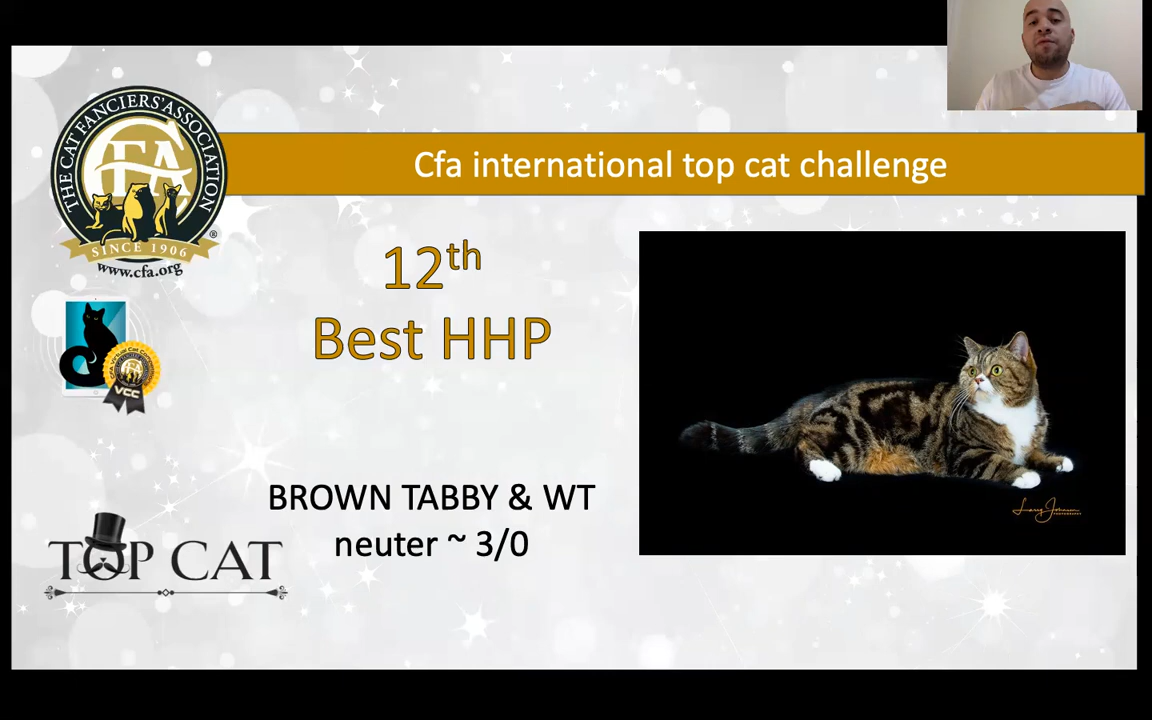 THE CAT FANCIERS' ASSOCIATION
CFA
SINCE 1906
®
www.cfa.org
Cfa international top cat challenge
12th
Best HHP
VCC
BROWN TABBY & WT
neuter ~ 3/0
TOP CAT